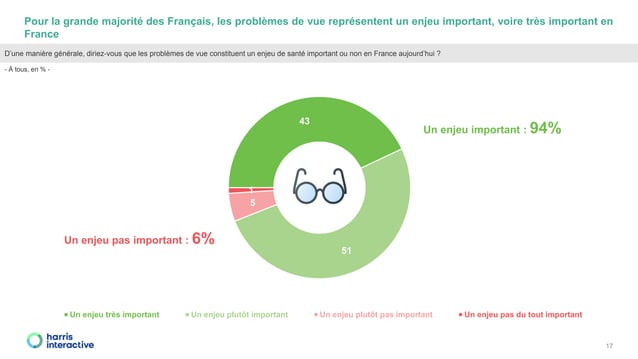 Pour la grande majorité des Français, les problèmes de vue représentent un enjeu important, voire très important en
France
D'une manière générale, diriez-vous que les problèmes de vue constituent un enjeu de santé important ou non en France aujourd'hui ?
- À tous, en % -
43
Un enjeu important : 94%
1
5
Un enjeu pas important : 6%
51
Un enjeu très important Un enjeu plutôt important Un enjeu plutôt pas important Un enjeu pas du tout important
harris
interactive
17